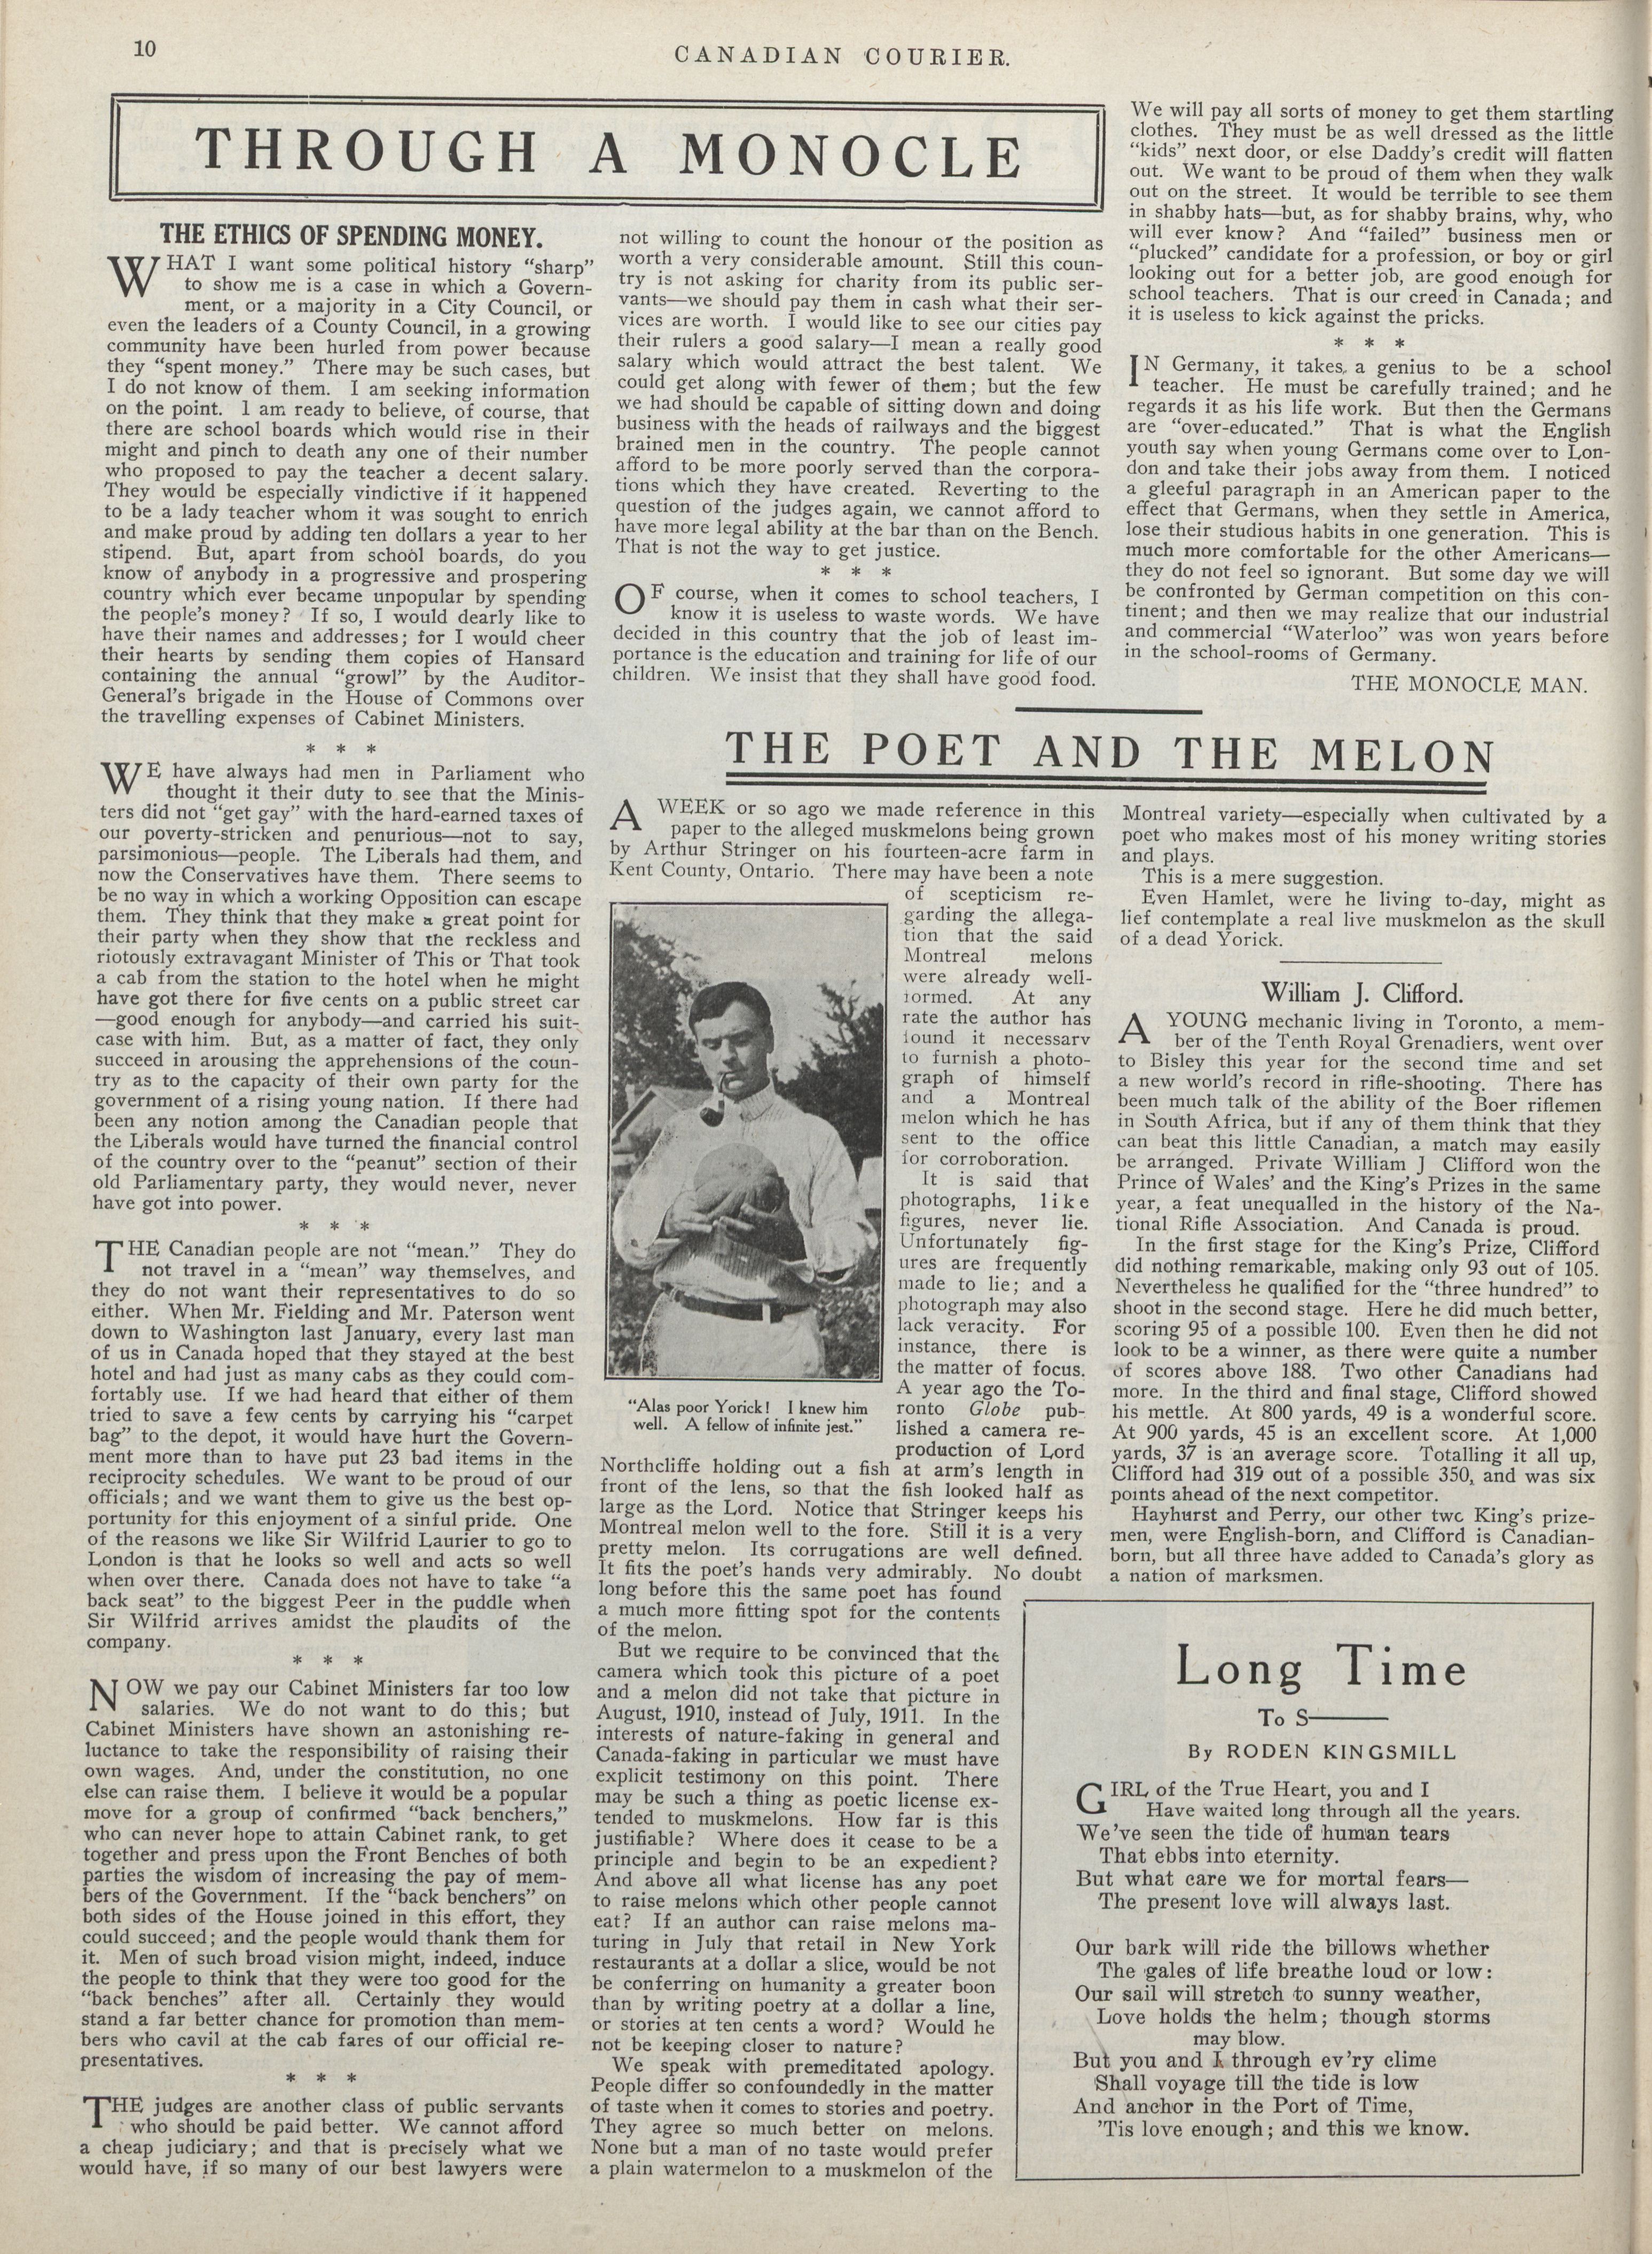 10
CANADIAN COURIER.
THROUGH A MONOCLE
THE ETHICS OF SPENDING MONEY.
WHAT I want some political history "sharp"
to show me is a case in which a Govern-
ment, or a majority in a City Council, or
even the leaders of a County Council, in a growing
community have been hurled from power because
they "spent money." There may be such cases, but
I do not know of them. I am seeking information
on the point. I am ready to believe, of course, that
there are school boards which would rise in their
might and pinch to death any one of their number
who proposed to pay the teacher a decent salary.
They would be especially vindictive if it happened
to be a lady teacher whom it was sought to enrich
and make proud by adding ten dollars a year to her
stipend. But, apart from school boards, do you
know of anybody in a progressive and prospering
country which ever became unpopular by spending
the people's money? If so, I would dearly like to
have their names and addresses; for I would cheer
their hearts by sending them copies of Hansard
containing the annual "growl" by the Auditor-
General's brigade in the House of Commons over
the travelling expenses of Cabinet Ministers.
* * *
WE have always had men in Parliament who
thought it their duty to see that the Minis-
ters did not "get gay" with the hard-earned taxes of
our poverty-stricken and penurious—not to say,
parsimonious—people. The Liberals had them, and
now the Conservatives have them. There seems to
be no way in which a working Opposition can escape
them. They think that they make a great point for
their party when they show that the reckless and
riotously extravagant Minister of This or That took
a cab from the station to the hotel when he might
have got there for five cents on a public street car
—good enough for anybody—and carried his suit-
case with him. But, as a matter of fact, they only
succeed in arousing the apprehensions of the coun-
try as to the capacity of their own party for the
government of a rising young nation. If there had
been any notion among the Canadian people that
the Liberals would have turned the financial control
of the country over to the "peanut" section of their
old Parliamentary party, they would never, never
have got into power.
* * *
THE Canadian people are not "mean." They do
not travel in a "mean" way themselves, and
they do not want their representatives to do so
either. When Mr. Fielding and Mr. Paterson went
down to Washington last January, every last man
of us in Canada hoped that they stayed at the best
hotel and had just as many cabs as they could com-
fortably use. If we had heard that either of them
tried to save a few cents by carrying his "carpet
bag" to the depot, it would have hurt the Govern-
ment more than to have put 23 bad items in the
reciprocity schedules. We want to be proud of our
officials; and we want them to give us the best op-
portunity for this enjoyment of a sinful pride. One
of the reasons we like Sir Wilfrid Laurier to go to
London is that he looks so well and acts so well
when over there. Canada does not have to take "a
back seat" to the biggest Peer in the puddle when
Sir Wilfrid arrives amidst the plaudits of the
company.
* * *
NOW we pay our Cabinet Ministers far too low
salaries. We do not want to do this; but
Cabinet Ministers have shown an astonishing re-
luctance to take the responsibility of raising their
own wages. And, under the constitution, no one
else can raise them. I believe it would be a popular
move for a group of confirmed "back benchers,"
who can never hope to attain Cabinet rank, to get
together and press upon the Front Benches of both
parties the wisdom of increasing the pay of mem-
bers of the Government. If the "back benchers" on
both sides of the House joined in this effort, they
could succeed; and the people would thank them for
it. Men of such broad vision might, indeed, induce
the people to think that they were too good for the
"back benches" after all. Certainly they would
stand a far better chance for promotion than mem-
bers who cavil at the cab fares of our official re-
presentatives.
* * *
THE judges are another class of public servants
who should be paid better. We cannot afford
a cheap judiciary; and that is precisely what we
would have, if so many of our best lawyers were
not willing to count the honour of the position as
worth a very considerable amount. Still this coun-
try is not asking for charity from its public ser-
vants—we should pay them in cash what their ser-
vices are worth. I would like to see our cities pay
their rulers a good salary—I mean a really good
salary which would attract the best talent. We
could get along with fewer of them; but the few
we had should be capable of sitting down and doing
business with the heads of railways and the biggest
brained men in the country. The people cannot
afford to be more poorly served than the corpora-
tions which they have created. Reverting to the
question of the judges again, we cannot afford to
have more legal ability at the bar than on the Bench.
That is not the way to get justice.
* * *
OF course, when it comes to school teachers, I
know it is useless to waste words. We have
decided in this country that the job of least im-
portance is the education and training for life of our
children. We insist that they shall have good food.
We will pay all sorts of money to get them startling
clothes. They must be as well dressed as the little
"kids" next door, or else Daddy's credit will flatten
out. We want to be proud of them when they walk
out on the street. It would be terrible to see them
in shabby hats—but, as for shabby brains, why, who
will ever know? And "failed" business men or
"plucked" candidate for a profession, or boy or girl
looking out for a better job, are good enough for
school teachers. That is our creed in Canada; and
it is useless to kick against the pricks.
* * *
IN Germany, it takes a genius to be a school
teacher. He must be carefully trained; and he
regards it as his life work. But then the Germans
are "over-educated." That is what the English
youth say when young Germans come over to Lon-
don and take their jobs away from them. I noticed
a gleeful paragraph in an American paper to the
effect that Germans, when they settle in America,
lose their studious habits in one generation. This is
much more comfortable for the other Americans—
they do not feel so ignorant. But some day we will
be confronted by German competition on this con-
tinent; and then we may realize that our industrial
and commercial "Waterloo" was won years before
in the school-rooms of Germany.
THE MONOCLE MAN.
THE POET AND THE MELON
A WEEK or so ago we made reference in this
paper to the alleged muskmelons being grown
by Arthur Stringer on his fourteen-acre farm in
Kent County, Ontario. There may have been a note
of scepticism re-
garding the allega-
tion that the said
Montreal melons
were already well-
formed. At any
rate the author has
found it necessary
to furnish a photo-
graph of himself
and a Montreal
melon which he has
sent to the office
for corroboration.
It is said that
photographs, like
figures, never lie.
Unfortunately fig-
ures are frequently
made to lie; and a
photograph may also
lack veracity. For
instance, there is
the matter of focus.
A year ago the To-
ronto Globe pub-
lished a camera re-
production of Lord
"Alas poor Yorick! I knew him
well. A fellow of infinite jest."
Northcliffe holding out a fish at arm's length in
front of the lens, so that the fish looked half as
large as the Lord. Notice that Stringer keeps his
Montreal melon well to the fore. Still it is a very
pretty melon. Its corrugations are well defined.
It fits the poet's hands very admirably. No doubt
long before this the same poet has found
a much more fitting spot for the contents
of the melon.
But we require to be convinced that the
camera which took this picture of a poet
and a melon did not take that picture in
August, 1910, instead of July, 1911. In the
interests of nature-faking in general and
Canada-faking in particular we must have
explicit testimony on this point. There
may be such a thing as poetic license ex-
tended to muskmelons. How far is this
justifiable? Where does it cease to be a
principle and begin to be an expedient?
And above all what license has any poet
to raise melons which other people cannot
eat? If an author can raise melons ma-
turing in July that retail in New York
restaurants at a dollar a slice, would be not
be conferring on humanity a greater boon
than by writing poetry at a dollar a line,
or stories at ten cents a word? Would he
not be keeping closer to nature?
We speak with premeditated apology.
People differ so confoundedly in the matter
of taste when it comes to stories and poetry.
They agree so much better on melons.
None but a man of no taste would prefer
a plain watermelon to a muskmelon of the
Montreal variety—especially when cultivated by a
poet who makes most of his money writing stories
and plays.
This is a mere suggestion.
Even Hamlet, were he living to-day, might as
lief contemplate a real live muskmelon as the skull
of a dead Yorick.
William J. Clifford.
A YOUNG mechanic living in Toronto, a mem-
ber of the Tenth Royal Grenadiers, went over
to Bisley this year for the second time and set
a new world's record in rifle-shooting. There has
been much talk of the ability of the Boer riflemen
in South Africa, but if any of them think that they
can beat this little Canadian, a match may easily
be arranged. Private William J Clifford won the
Prince of Wales' and the King's Prizes in the same
year, a feat unequalled in the history of the Na-
tional Rifle Association. And Canada is proud.
In the first stage for the King's Prize, Clifford
did nothing remarkable, making only 93 out of 105.
Nevertheless he qualified for the "three hundred" to
shoot in the second stage. Here he did much better,
scoring 95 of a possible 100. Even then he did not
look to be a winner, as there were quite a number
of scores above 188. Two other Canadians had
more. In the third and final stage, Clifford showed
his mettle. At 800 yards, 49 is a wonderful score.
At 900 yards, 45 is an excellent score. At 1,000
yards, 37 is an average score. Totalling it all up,
Clifford had 319 out of a possible 350, and was six
points ahead of the next competitor.
Hayhurst and Perry, our other two King's prize-
men, were English-born, and Clifford is Canadian-
born, but all three have added to Canada's glory as
a nation of marksmen.
Long Time
To S——
By RODEN KINGSMILL
GIRL of the True Heart, you and I
Have waited long through all the years.
We've seen the tide of human tears
That ebbs into eternity.
But what care we for mortal fears—
The present love will always last.
Our bark will ride the billows whether
The gales of life breathe loud or low:
Our sail will stretch to sunny weather,
Love holds the helm; though storms
may blow.
But you and I through ev'ry clime
Shall voyage till the tide is low
And anchor in the Port of Time,
'Tis love enough; and this we know.